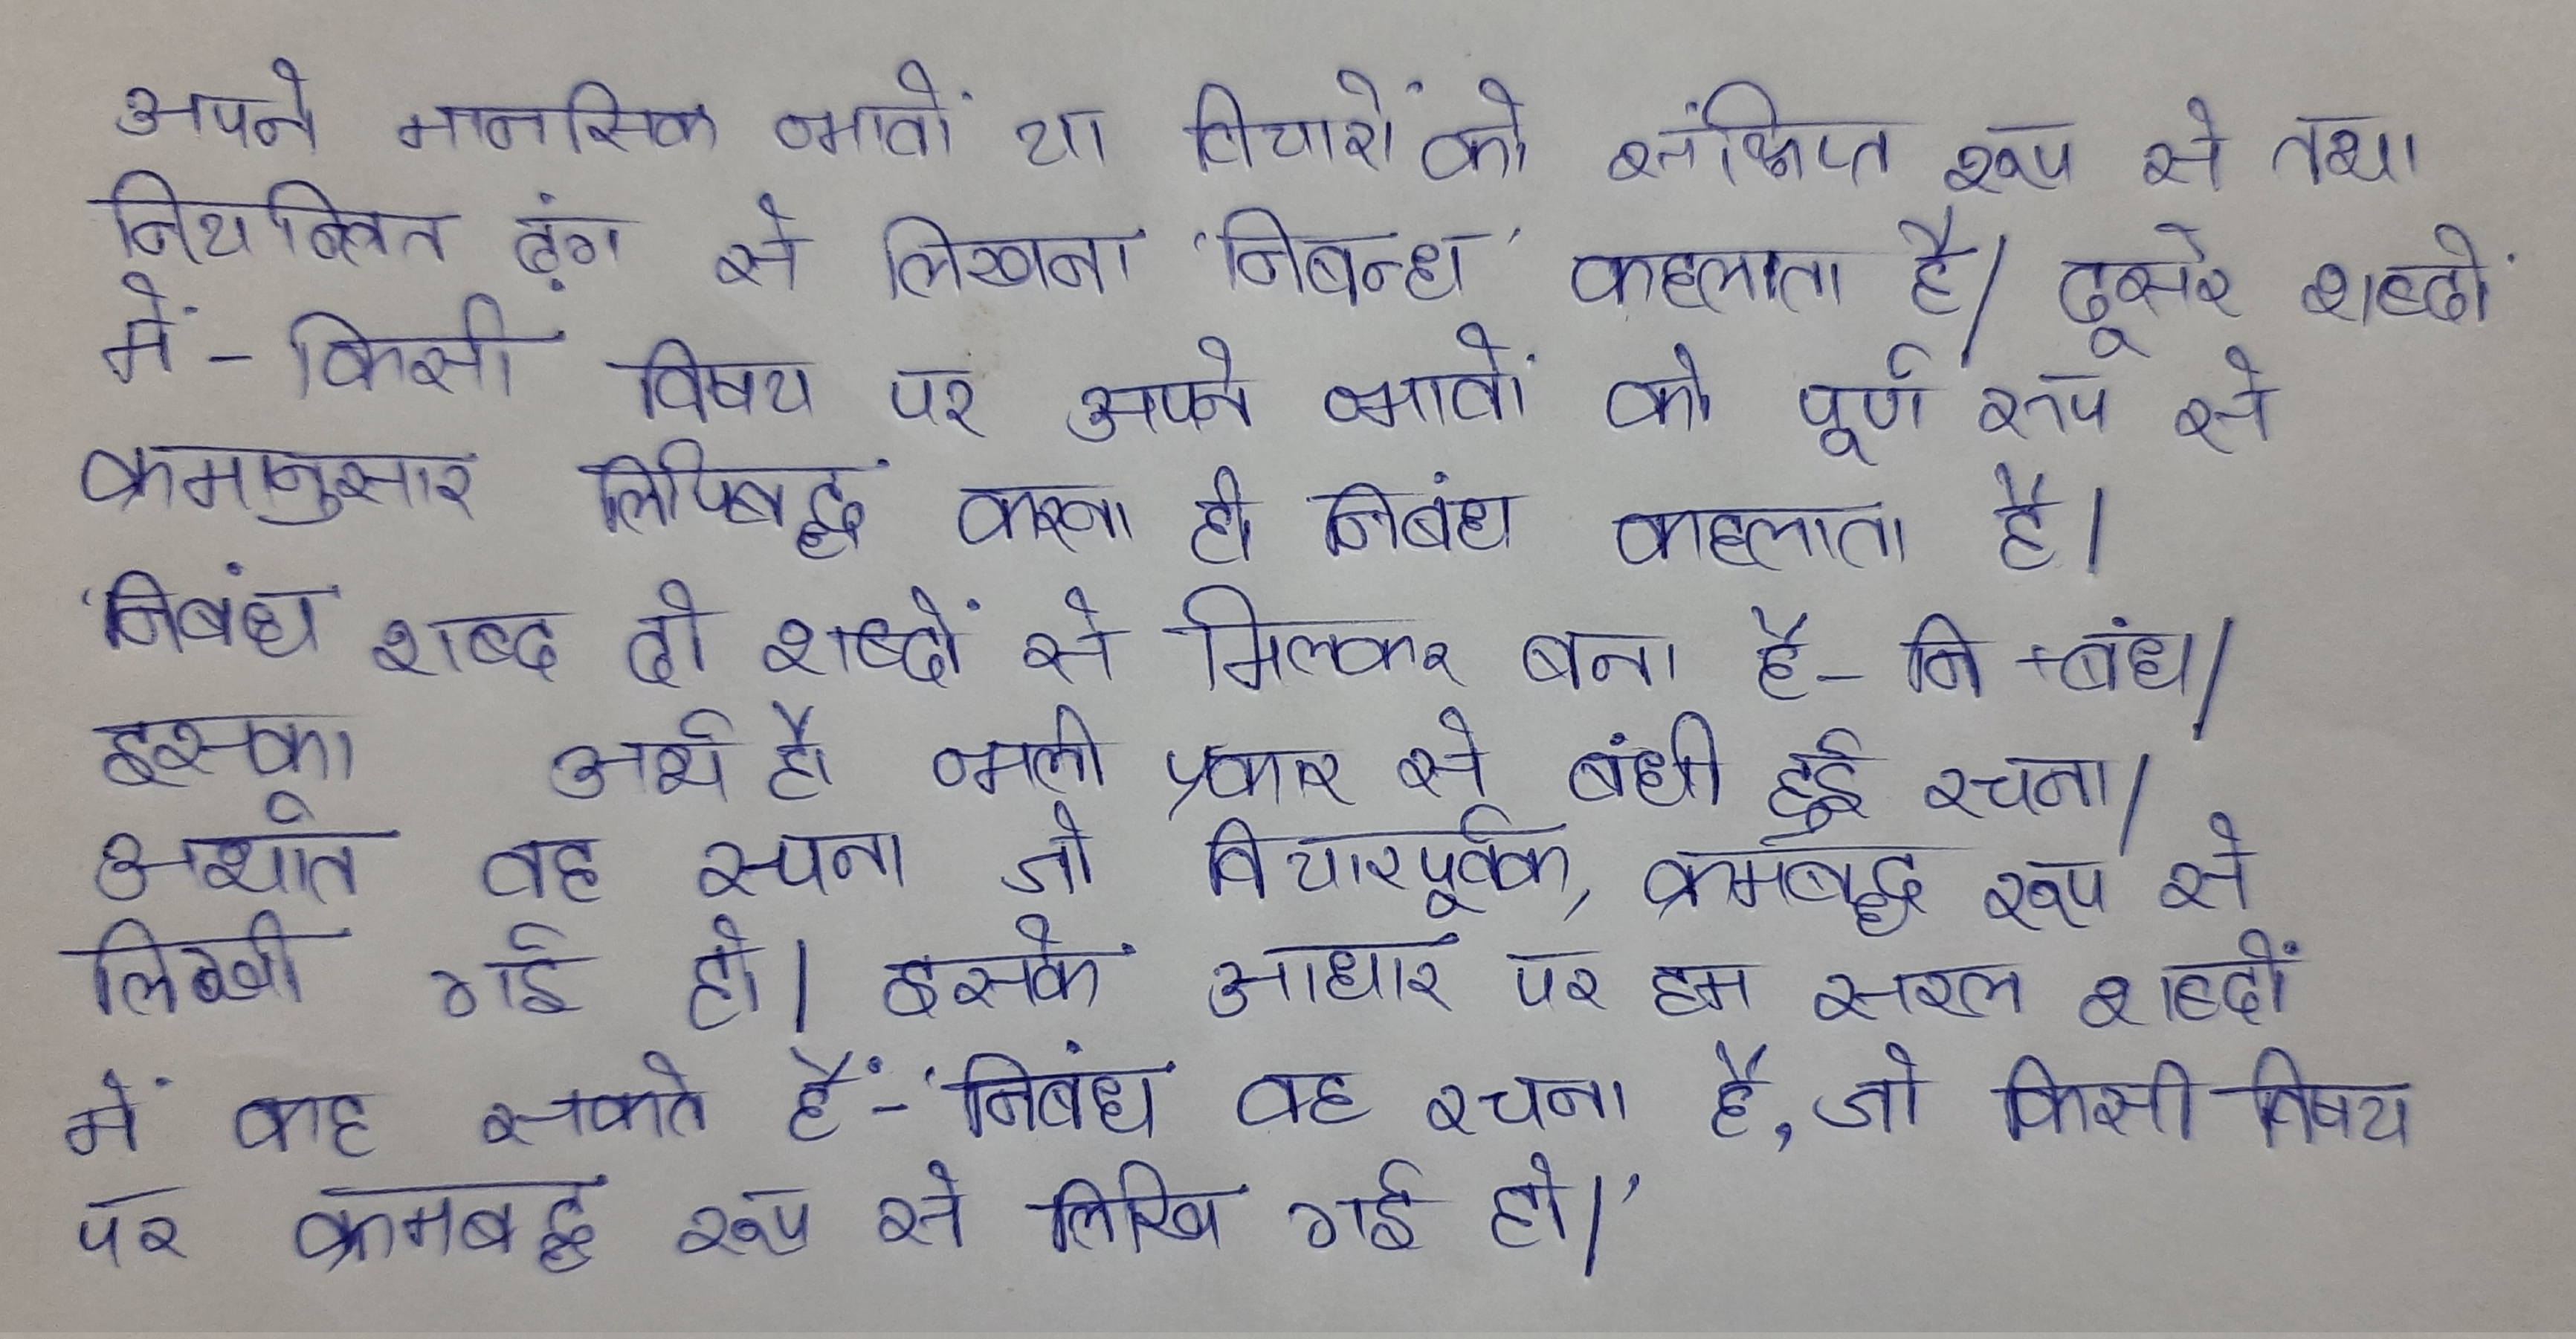 अपने मानसिक भावों या विचारों को संक्षिप्त रूप से तथा
नियन्त्रित ढ़ंग से लिखना 'निबन्ध' कहलाता है। दूसरे शब्दों
में - किसी विषय पर अपने भावों को पूर्ण रूप से
क्रमानुसार लिपिबद्ध करना ही निबंध कहलाता है।
'निबंध शब्द दो शब्दों से मिलकर बना है- नि +बंध।
इसका अर्थ है भली प्रकार से बंधी हुई रचना।
अर्थात वह रचना जो विचारपूर्वक, क्रमबद्ध रूप से
लिखी गई हो। इसके आधार पर हम सरल शब्दों
में कह सकते हैं- 'निबंध वह रचना है, जो किसी विषय
पर क्रमबद्ध रूप से लिखि गई हो।'